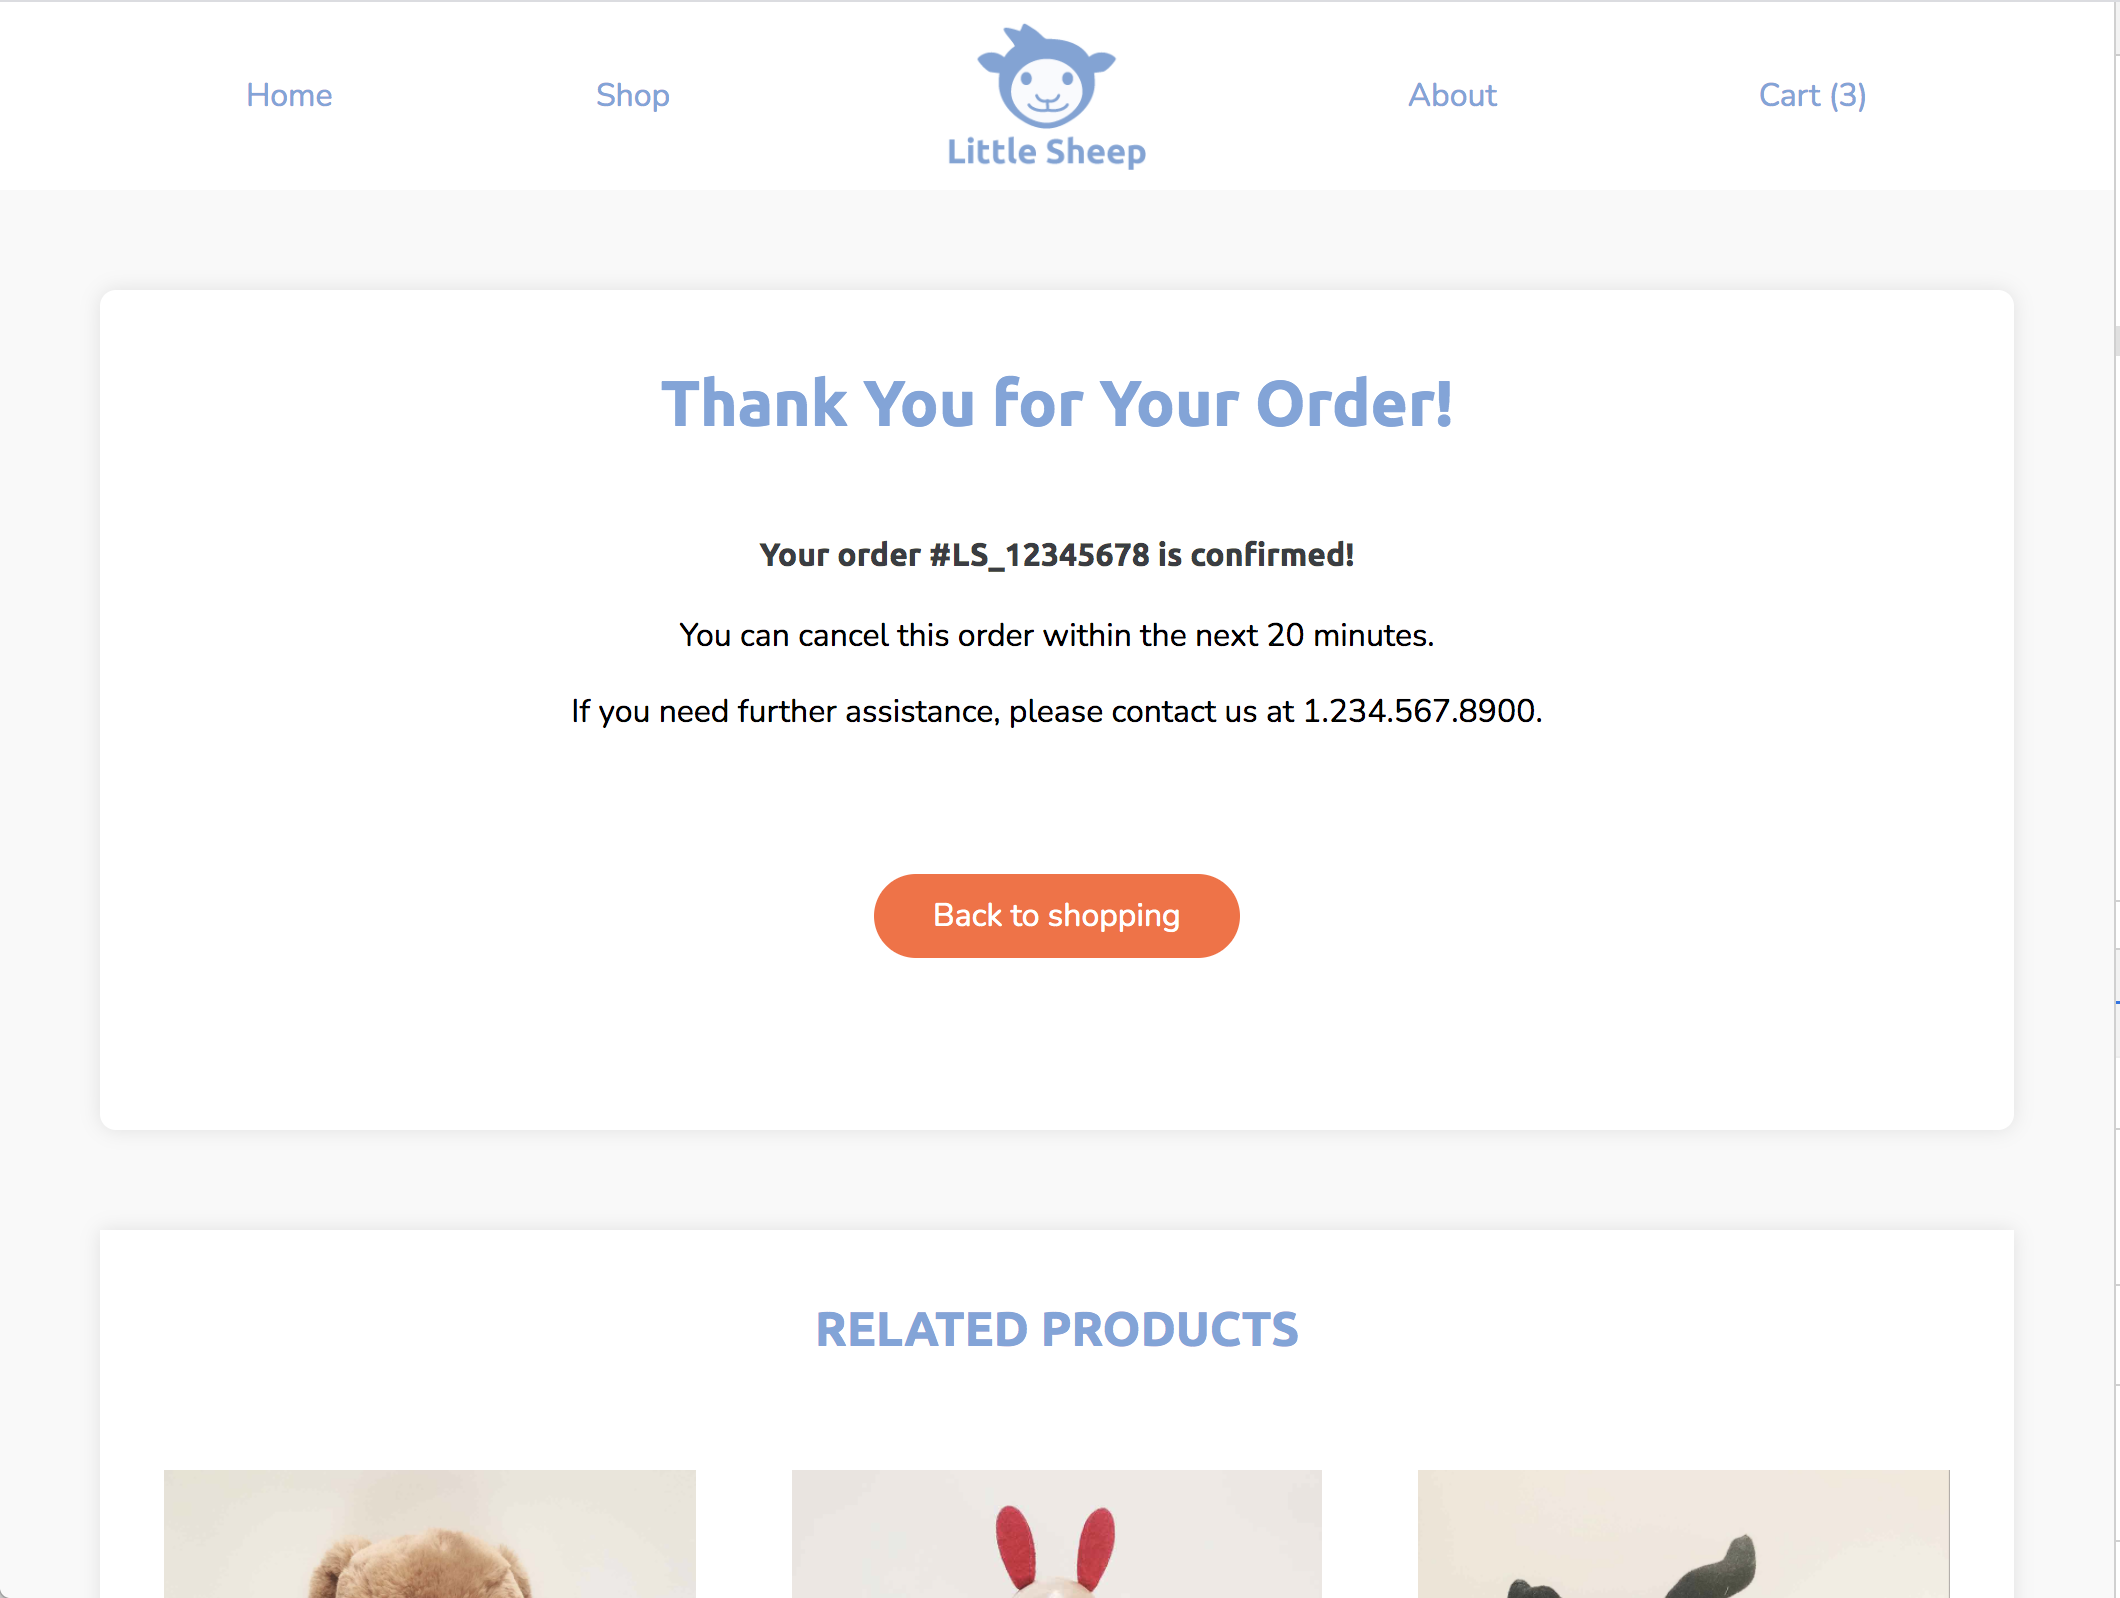 Home
Shop
Little Sheep
About
Cart (3)
Thank You for Your Order!
Your order #LS_12345678 is confirmed!
You can cancel this order within the next 20 minutes.
If you need further assistance, please contact us at 1.234.567.8900.
Back to shopping
RELATED PRODUCTS